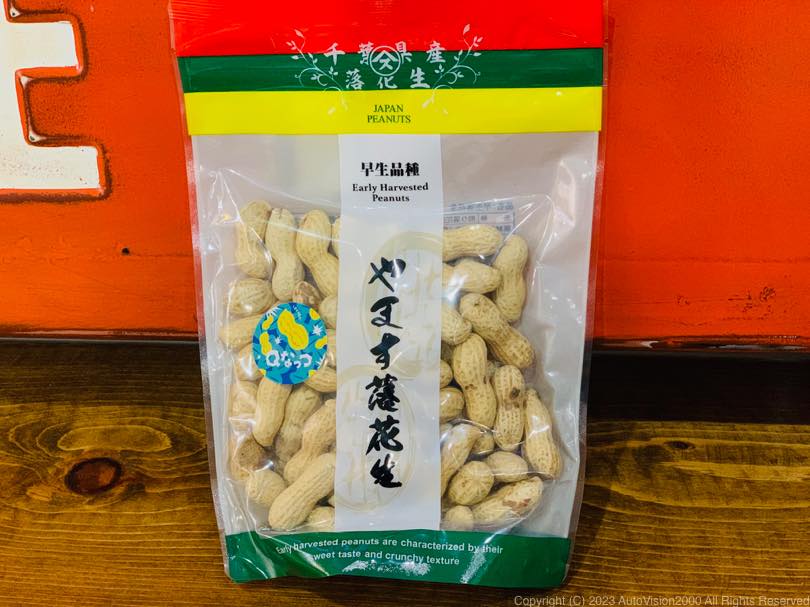 千葉県産
落花生
JAPAN
PEANUTS
早生品種
Early Harvested
Peanuts
やます落花生
Qなっつ
Early harvested peanuts are characterized by their
sweet taste and crunchy texture
Copyright (C) 2023 AutoVision2000 All Rights Reserved.